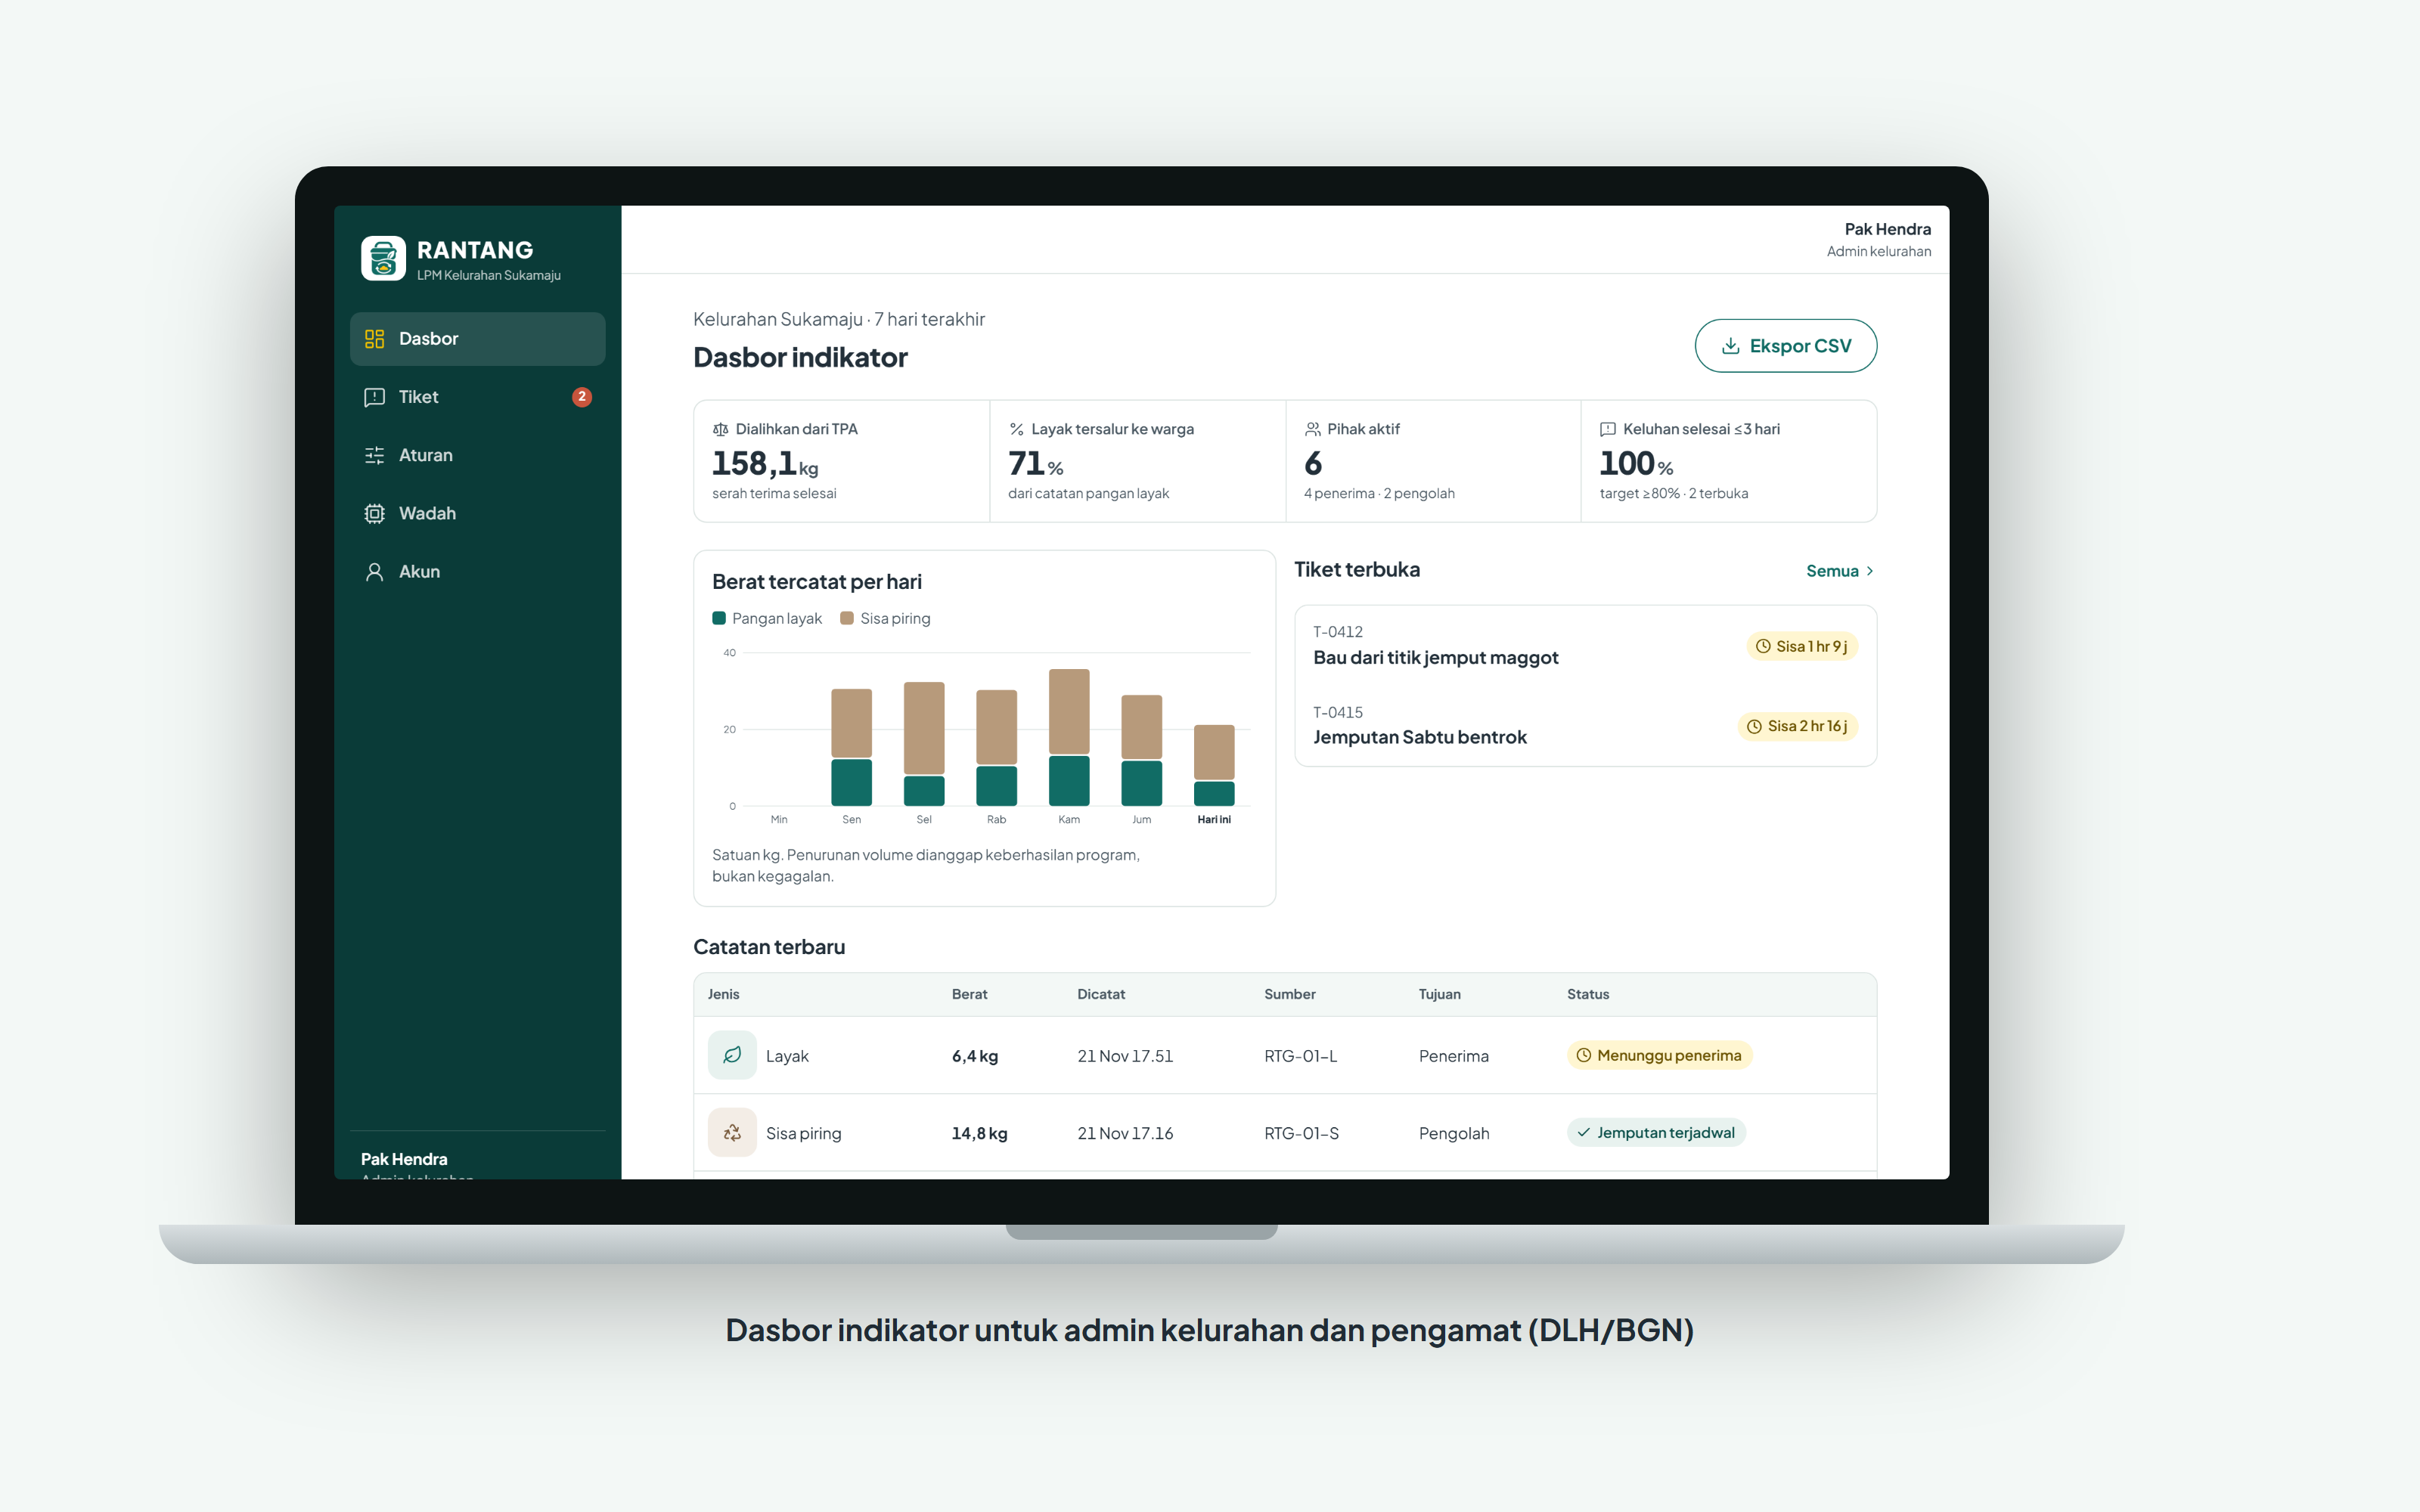 RANTANG
LPM Kelurahan Sukamaju
Dasbor
Tiket
2
Aturan
Wadah
Akun
Pak Hendra
Admin kelurahan
Pak Hendra
Admin kelurahan
Kelurahan Sukamaju · 7 hari terakhir
Dasbor indikator
Ekspor CSV
Dialihkan dari TPA
158,1 kg
serah terima selesai
Layak tersalur ke warga
71 %
dari catatan pangan layak
Pihak aktif
6
4 penerima · 2 pengolah
Keluhan selesai ≤3 hari
100 %
target ≥80% · 2 terbuka
Berat tercatat per hari
Pangan layak Sisa piring
40
20
0
Min Sen Sel Rab Kam Jum Hari ini
Satuan kg. Penurunan volume dianggap keberhasilan program,
bukan kegagalan.
Tiket terbuka
Semua
T-0412
Bau dari titik jemput maggot
Sisa 1 hr 9 j
T-0415
Jemputan Sabtu bentrok
Sisa 2 hr 16 j
Catatan terbaru
Jenis Berat Dicatat Sumber Tujuan Status
Layak 6,4 kg 21 Nov 17.51 RTG-01-L Penerima Menunggu penerima
Sisa piring 14,8 kg 21 Nov 17.16 RTG-01-S Pengolah Jemputan terjadwal
Dasbor indikator untuk admin kelurahan dan pengamat (DLH/BGN)